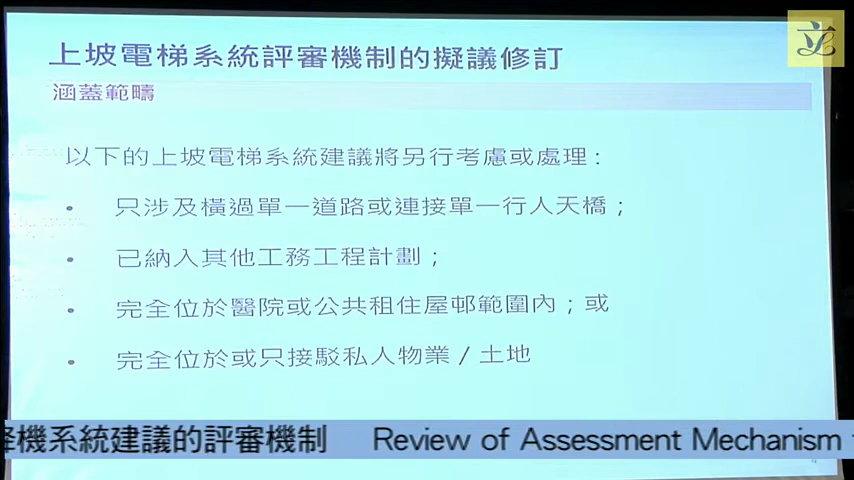 上坡電梯系統評審機制的擬議修訂
涵蓋範疇
以下的上坡電梯系統建議將另行考慮或處理：
• 只涉及橫過單一道路或連接單一行人天橋；
• 已納入其他工務工程計劃；
• 完全位於醫院或公共租住屋邨範圍內；或
• 完全位於或只接駁私人物業 / 土地
機系統建議的評審機制 Review of Assessment Mechanism